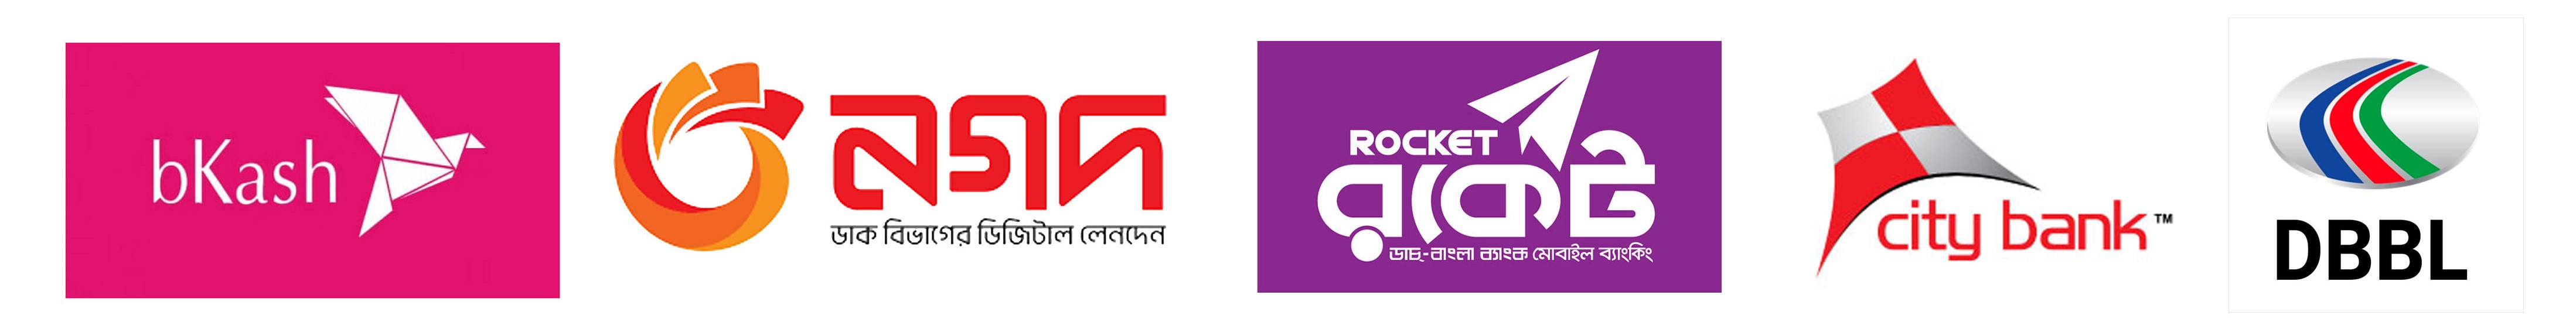 bKash
নগদ
ডাক বিভাগের ডিজিটাল লেনদেন
ROCKET
রকেট
ডাচ্-বাংলা ব্যাংক মোবাইল ব্যাংকিং
city bank™
DBBL